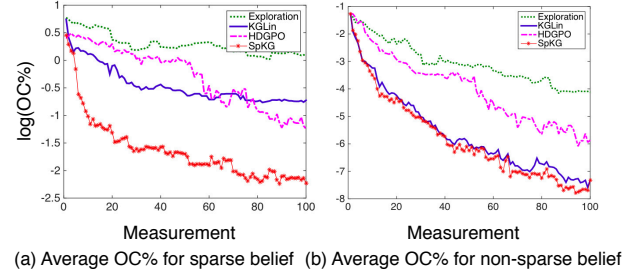 log(OC%)
1
0.5
0
-0.5
-1
-1.5
-2
-2.5
0 20 40 60 80 100
Exploration
KGLin
HDGPO
SpKG
Measurement
(a) Average OC% for sparse belief
-1
-2
-3
-4
-5
-6
-7
-8
0 20 40 60 80 100
Exploration
KGLin
HDGPO
SpKG
Measurement
(b) Average OC% for non-sparse belief